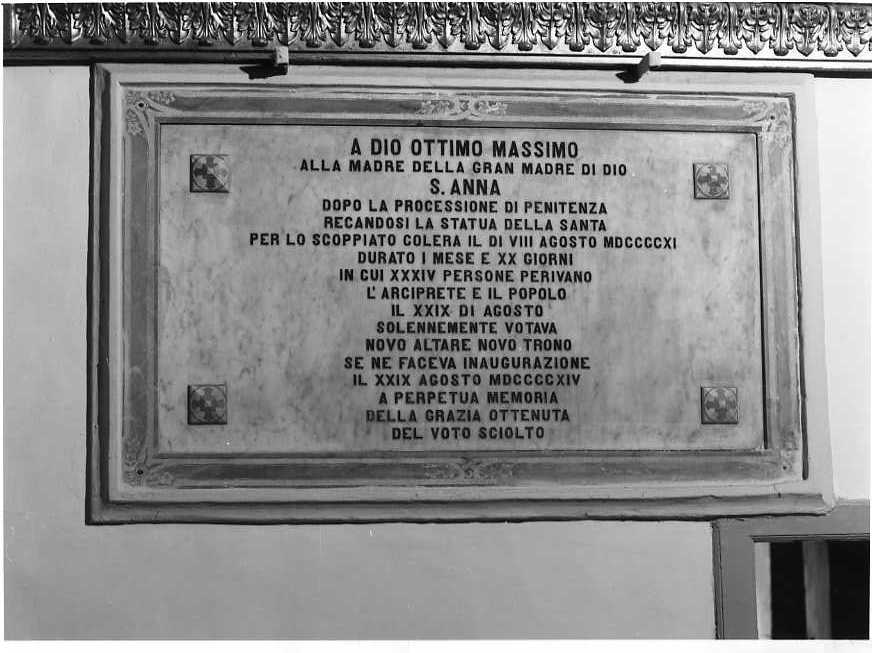 A DIO OTTIMO MASSIMO
ALLA MADRE DELLA GRAN MADRE DI DIO
S. ANNA
DOPO LA PROCESSIONE DI PENITENZA
RECANDOSI LA STATUA DELLA SANTA
PER LO SCOPPIATO COLERA IL DI VIII AGOSTO MDCCCCXI
DURATO I MESE E XX GIORNI
IN CUI XXXIV PERSONE PERIVANO
L'ARCIPRETE E IL POPOLO
IL XXIX DI AGOSTO
SOLENNEMENTE VOTAVA
NOVO ALTARE NOVO TRONO
SE NE FACEVA INAUGURAZIONE
IL XXIX AGOSTO MDCCCCXIV
A PERPETUA MEMORIA
DELLA GRAZIA OTTENUTA
DEL VOTO SCIOLTO